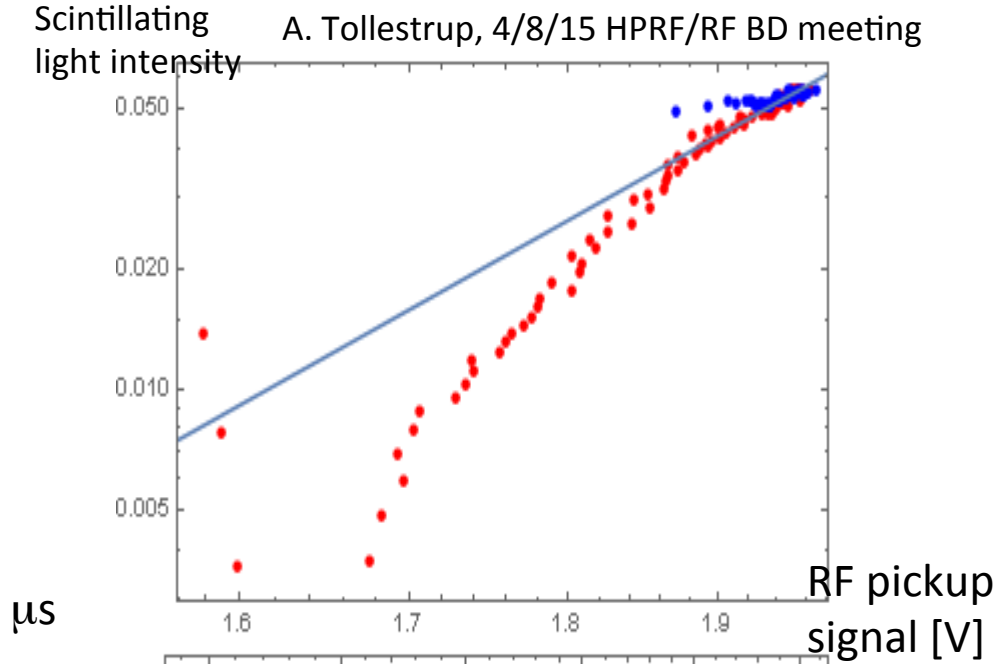 Scintillating
light intensity
A. Tollestrup, 4/8/15 HPRF/RF BD meeting
0.050
0.020
0.010
0.005
1.6 1.7 1.8 1.9
μs
RF pickup
signal [V]